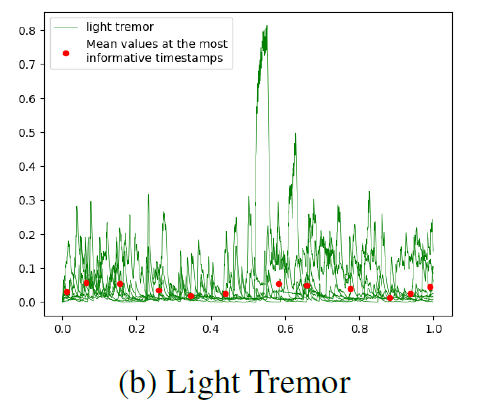 light tremor
Mean values at the most
informative timestamps
0.8
0.7
0.6
0.5
0.4
0.3
0.2
0.1
0.0
0.0 0.2 0.4 0.6 0.8 1.0
(b) Light Tremor